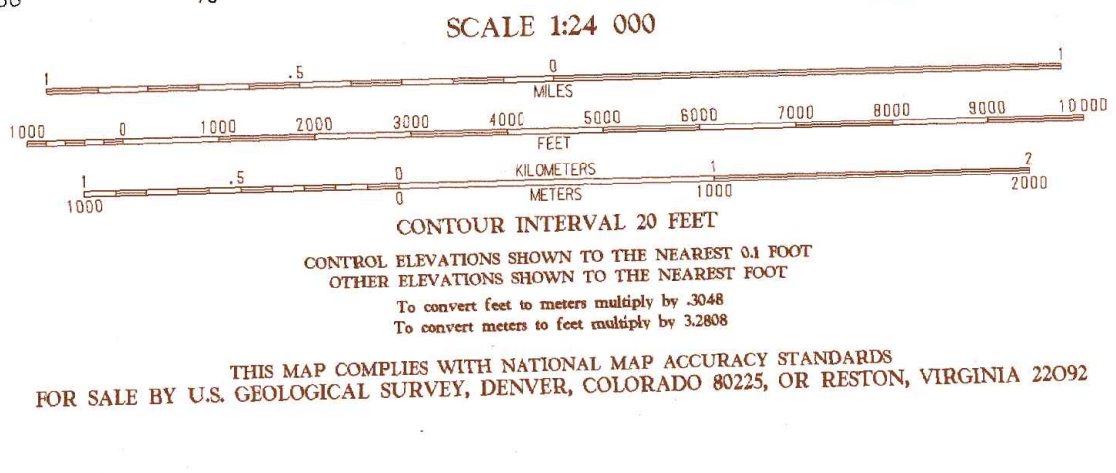 SCALE 1:24 000
1 .5 0 1
MILES
1000 0 1000 2000 3000 4000 5000 6000 7000 8000 9000 10000
FEET
1 .5 0 KILOMETERS 1 2
1000 0 METERS 1000 2000
CONTOUR INTERVAL 20 FEET
CONTROL ELEVATIONS SHOWN TO THE NEAREST 0.1 FOOT
OTHER ELEVATIONS SHOWN TO THE NEAREST FOOT
To convert feet to meters multiply by .3048
To convert meters to feet multiply by 3.2808
THIS MAP COMPLIES WITH NATIONAL MAP ACCURACY STANDARDS
FOR SALE BY U.S. GEOLOGICAL SURVEY, DENVER, COLORADO 80225, OR RESTON, VIRGINIA 22092